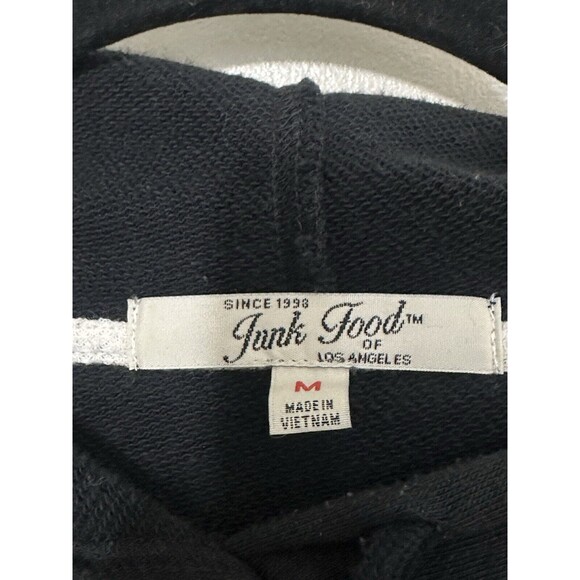 SINCE 1998
Junk Food™
OF
LOS ANGELES
M
MADE IN
VIETNAM